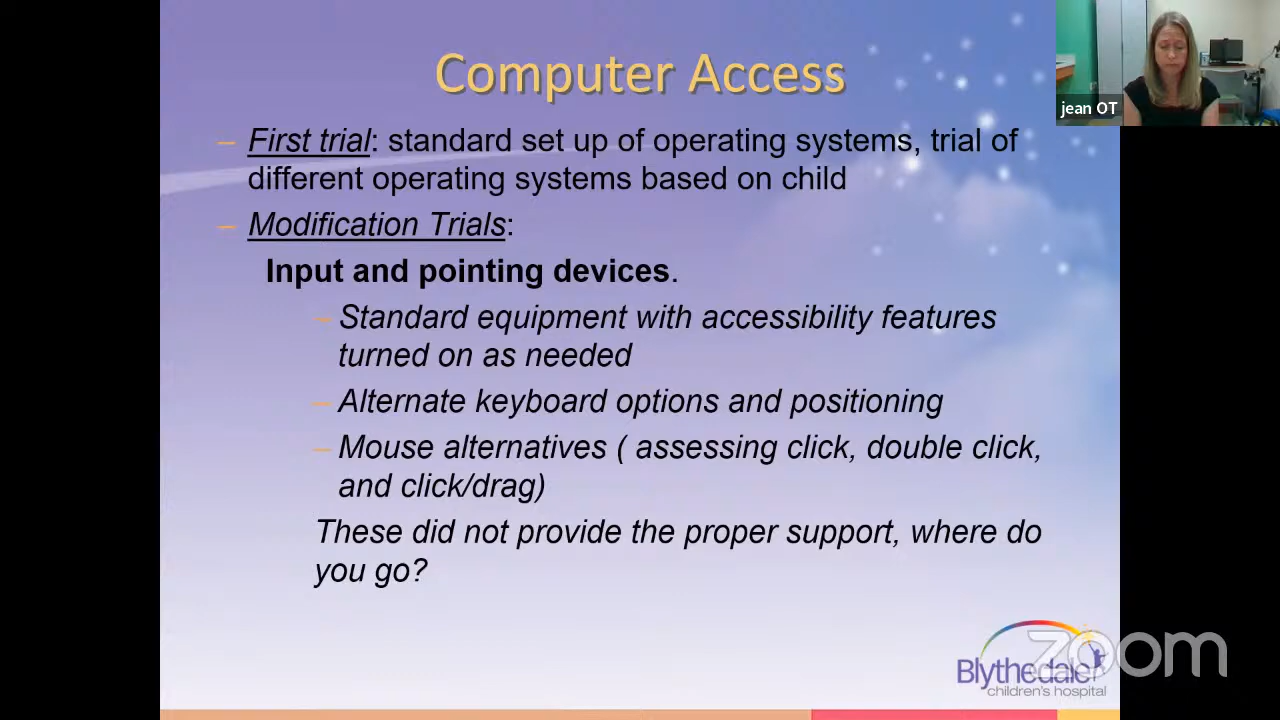 Computer Access
jean OT
– First trial: standard set up of operating systems, trial of
different operating systems based on child
– Modification Trials:
Input and pointing devices.
– Standard equipment with accessibility features
turned on as needed
– Alternate keyboard options and positioning
– Mouse alternatives ( assessing click, double click,
and click/drag)
These did not provide the proper support, where do
you go?
zoom
Blythedale
children's hospital